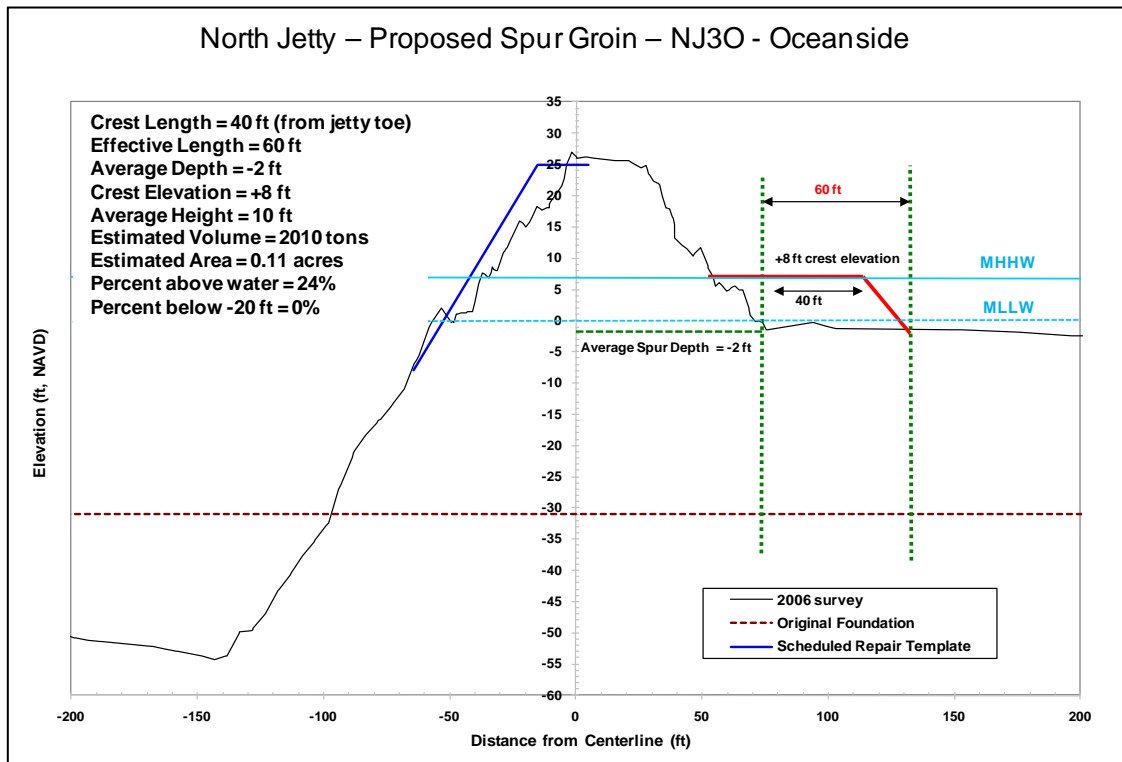 North Jetty – Proposed Spur Groin – NJ3O - Oceanside
Crest Length = 40 ft (from jetty toe)
Effective Length = 60 ft
Average Depth = -2 ft
Crest Elevation = +8 ft
Average Height = 10 ft
Estimated Volume = 2010 tons
Estimated Area = 0.11 acres
Percent above water = 24%
Percent below -20 ft = 0%
35
30
25
20
15
10
5
0
-5
-10
-15
-20
-25
-30
-35
-40
-45
-50
-55
-60
60 ft
+8 ft crest elevation
MHHW
40 ft
MLLW
Average Spur Depth = -2 ft
Elevation (ft, NAVD)
2006 survey
Original Foundation
Scheduled Repair Template
-200
-150
-100
-50
0
50
100
150
200
Distance from Centerline (ft)